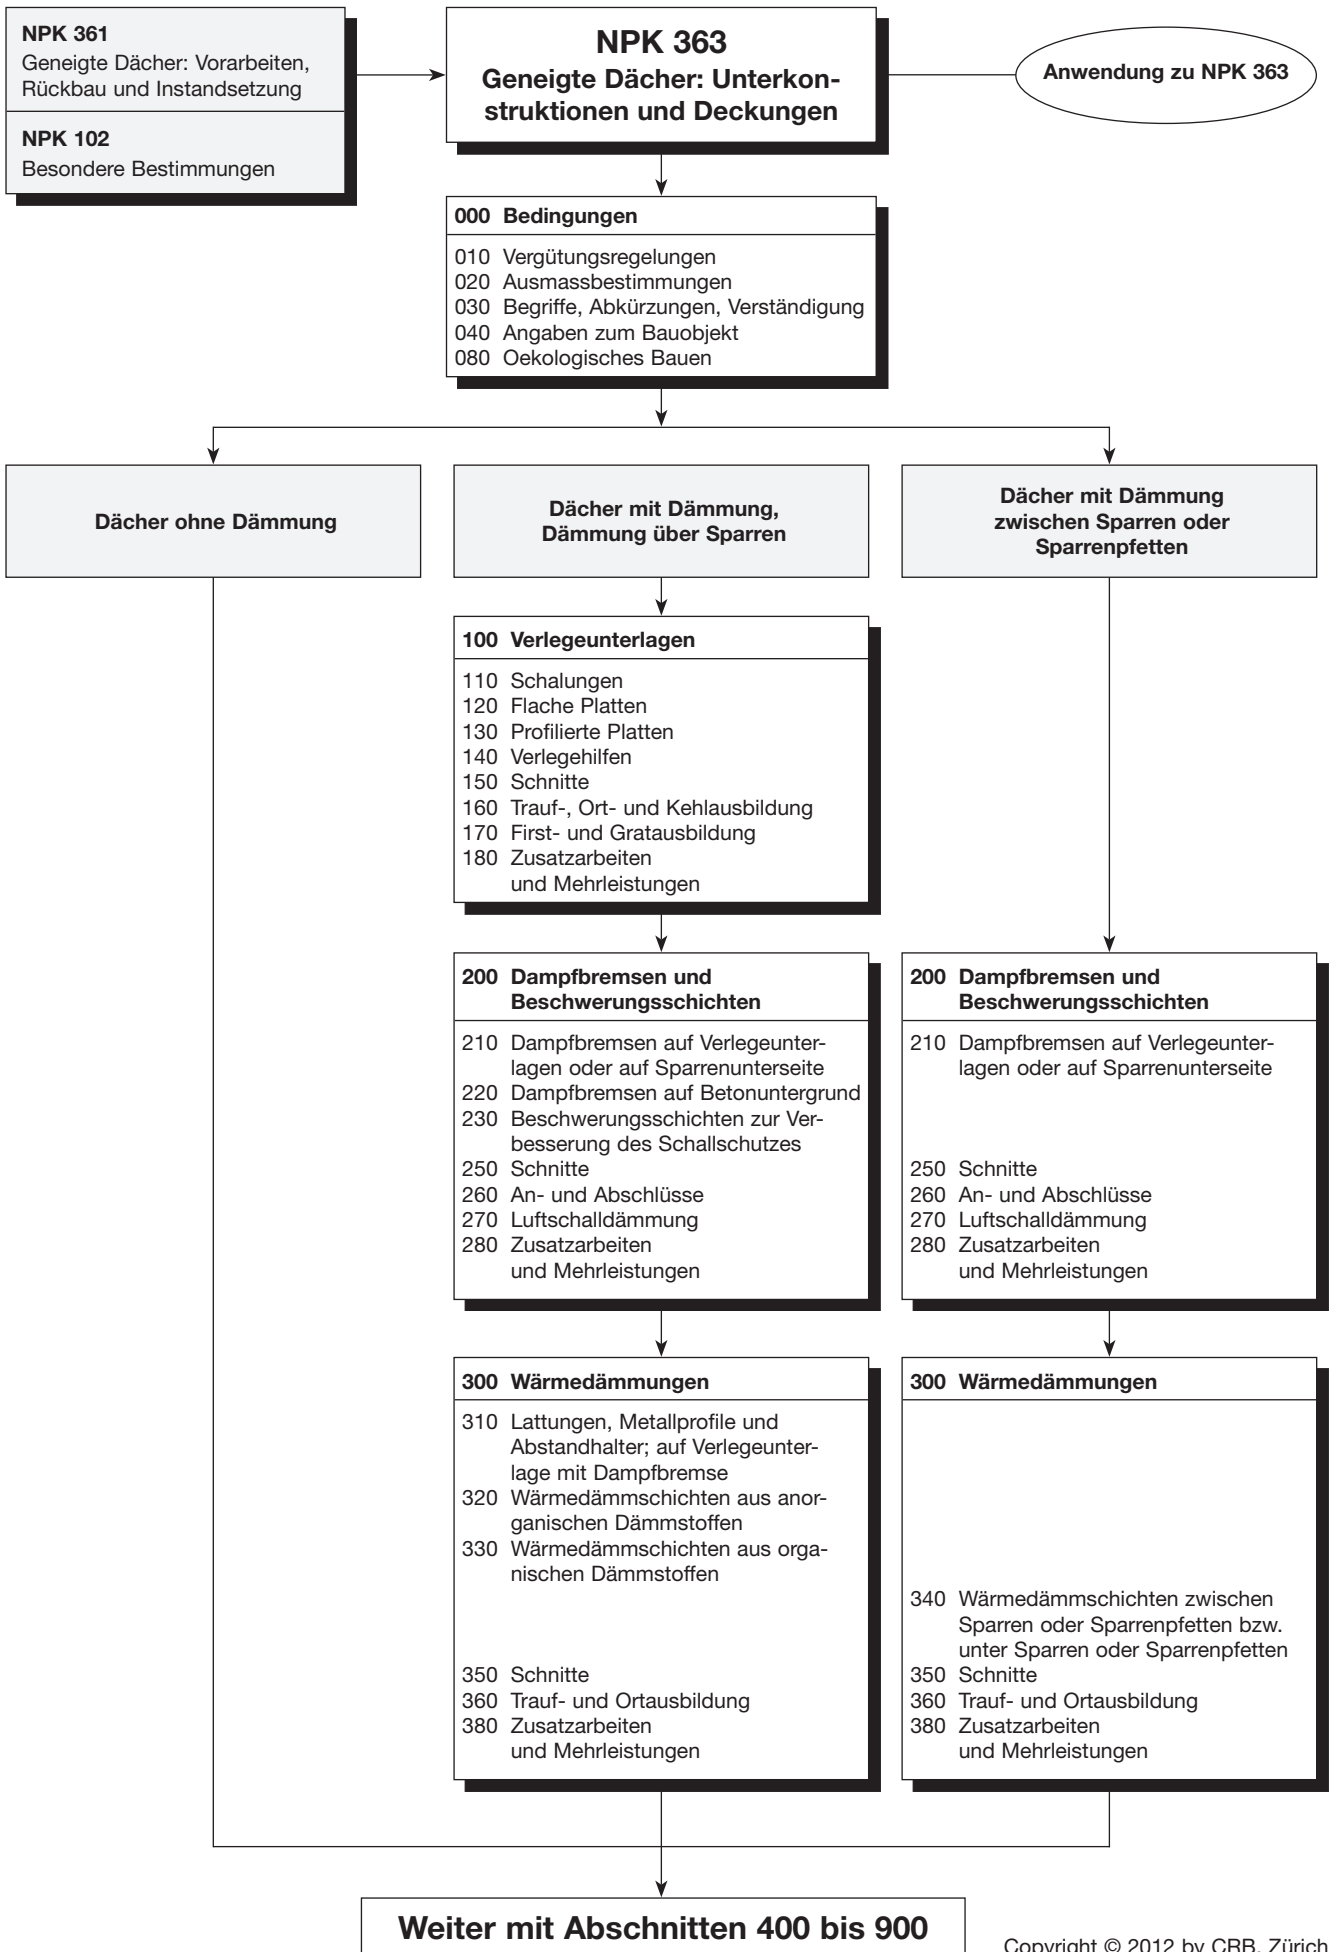 NPK 361
Geneigte Dächer: Vorarbeiten,
Rückbau und Instandsetzung
NPK 102
Besondere Bestimmungen
NPK 363
Geneigte Dächer: Unterkon-
struktionen und Deckungen
Anwendung zu NPK 363
000 Bedingungen
010 Vergütungsregelungen
020 Ausmassbestimmungen
030 Begriffe, Abkürzungen, Verständigung
040 Angaben zum Bauobjekt
080 Oekologisches Bauen
Dächer ohne Dämmung
Dächer mit Dämmung,
Dämmung über Sparren
Dächer mit Dämmung
zwischen Sparren oder
Sparrenpfetten
100 Verlegeunterlagen
110 Schalungen
120 Flache Platten
130 Profilierte Platten
140 Verlegehilfen
150 Schnitte
160 Trauf-, Ort- und Kehlausbildung
170 First- und Gratausbildung
180 Zusatzarbeiten
und Mehrleistungen
200 Dampfbremsen und
Beschwerungsschichten
210 Dampfbremsen auf Verlegeunter-
lagen oder auf Sparrenunterseite
220 Dampfbremsen auf Betonuntergrund
230 Beschwerungsschichten zur Ver-
besserung des Schallschutzes
250 Schnitte
260 An- und Abschlüsse
270 Luftschalldämmung
280 Zusatzarbeiten
und Mehrleistungen
200 Dampfbremsen und
Beschwerungsschichten
210 Dampfbremsen auf Verlegeunter-
lagen oder auf Sparrenunterseite
250 Schnitte
260 An- und Abschlüsse
270 Luftschalldämmung
280 Zusatzarbeiten
und Mehrleistungen
300 Wärmedämmungen
310 Lattungen, Metallprofile und
Abstandhalter; auf Verlegeunter-
lage mit Dampfbremse
320 Wärmedämmschichten aus anor-
ganischen Dämmstoffen
330 Wärmedämmschichten aus orga-
nischen Dämmstoffen
350 Schnitte
360 Trauf- und Ortausbildung
380 Zusatzarbeiten
und Mehrleistungen
300 Wärmedämmungen
340 Wärmedämmschichten zwischen
Sparren oder Sparrenpfetten bzw.
unter Sparren oder Sparrenpfetten
350 Schnitte
360 Trauf- und Ortausbildung
380 Zusatzarbeiten
und Mehrleistungen
Weiter mit Abschnitten 400 bis 900
Copyright © 2012 by CRB, Zürich